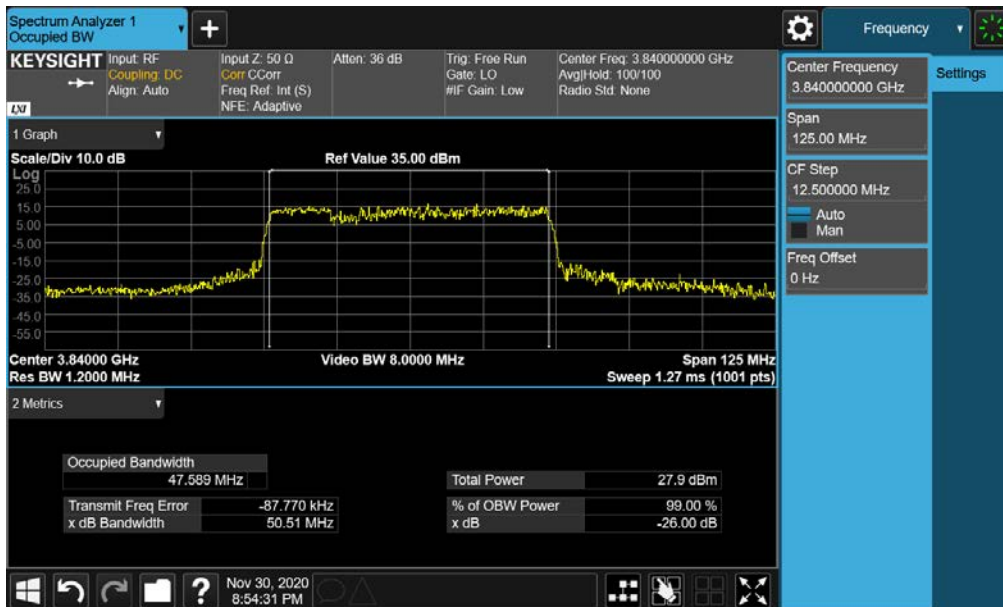 Spectrum Analyzer 1
Occupied BW
Frequency
KEYSIGHT
LXI
Input: RF
Coupling: DC
Align: Auto
Input Z: 50 Ω
Corr CCorr
Freq Ref: Int (S)
NFE: Adaptive
Atten: 36 dB
Trig: Free Run
Gate: LO
#IF Gain: Low
Center Freq: 3.840000000 GHz
Avg|Hold: 100/100
Radio Std: None
Center Frequency
3.840000000 GHz
Settings
Span
125.00 MHz
CF Step
12.500000 MHz
Auto
Man
Freq Offset
0 Hz
1 Graph
Scale/Div 10.0 dB Ref Value 35.00 dBm
Log
25.0
15.0
5.00
-5.00
-15.0
-25.0
-35.0
-45.0
-55.0
Center 3.84000 GHz Video BW 8.0000 MHz Span 125 MHz
Res BW 1.2000 MHz Sweep 1.27 ms (1001 pts)
2 Metrics
Occupied Bandwidth
47.589 MHz Total Power 27.9 dBm
Transmit Freq Error -87.770 kHz % of OBW Power 99.00 %
x dB Bandwidth 50.51 MHz x dB -26.00 dB
?
Nov 30, 2020
8:54:31 PM